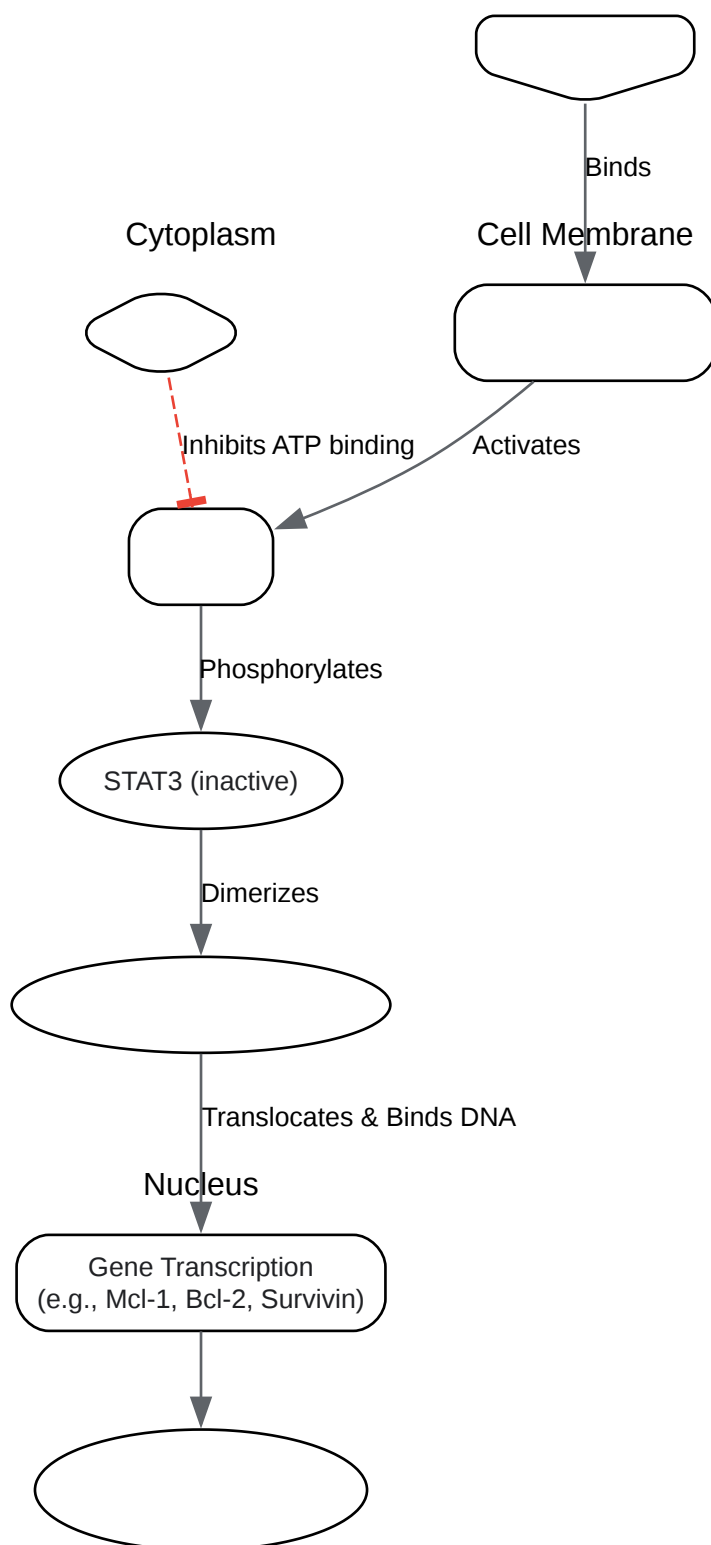 Binds
Cytoplasm
Cell Membrane
Inhibits ATP binding
Activates
Phosphorylates
STAT3 (inactive)
Dimerizes
Translocates & Binds DNA
Nucleus
Gene Transcription
(e.g., Mcl-1, Bcl-2, Survivin)